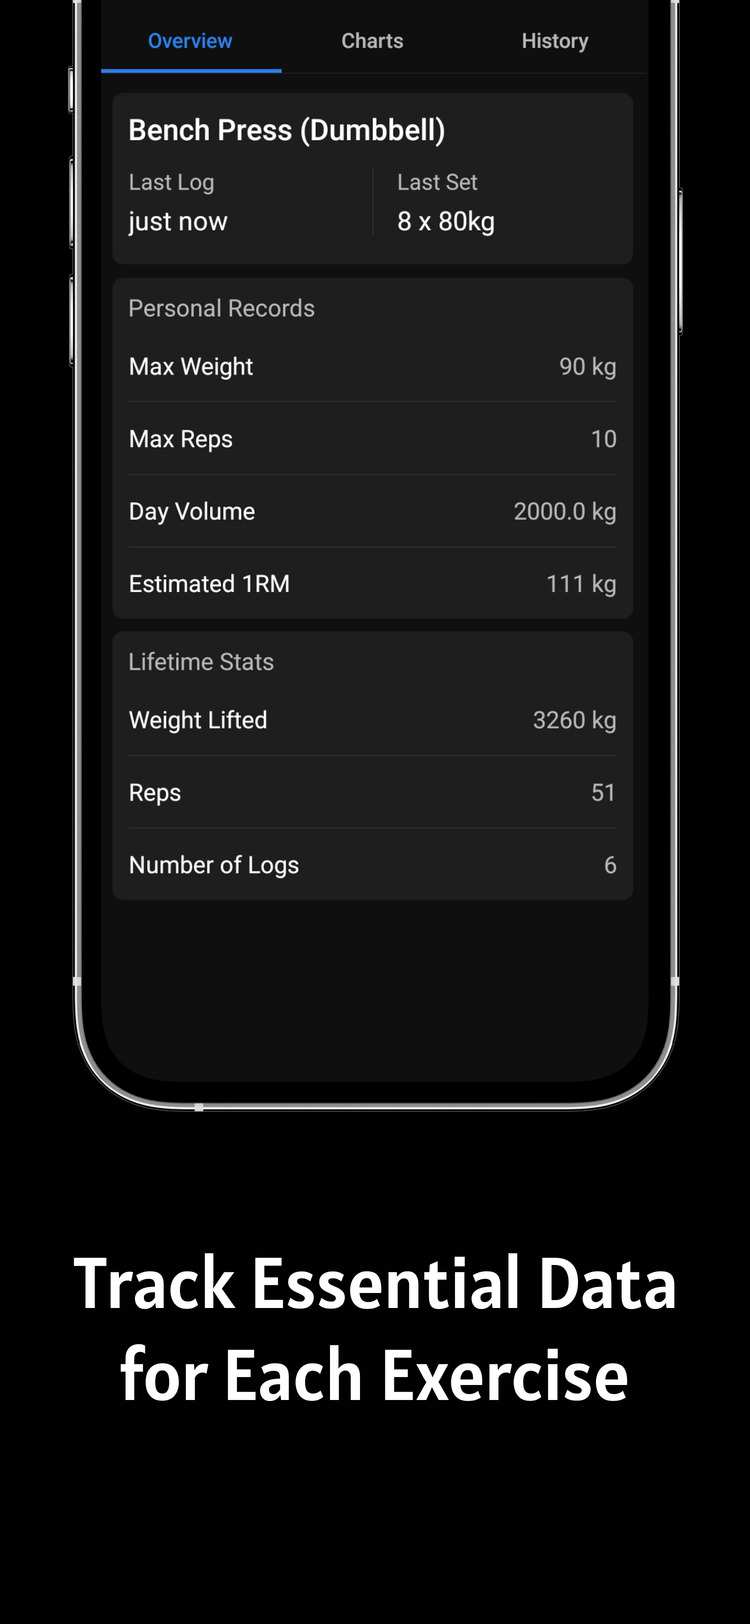 Overview Charts History
Bench Press (Dumbbell)
Last Log Last Set
just now 8 x 80kg
Personal Records
Max Weight 90 kg
Max Reps 10
Day Volume 2000.0 kg
Estimated 1RM 111 kg
Lifetime Stats
Weight Lifted 3260 kg
Reps 51
Number of Logs 6
Track Essential Data
for Each Exercise